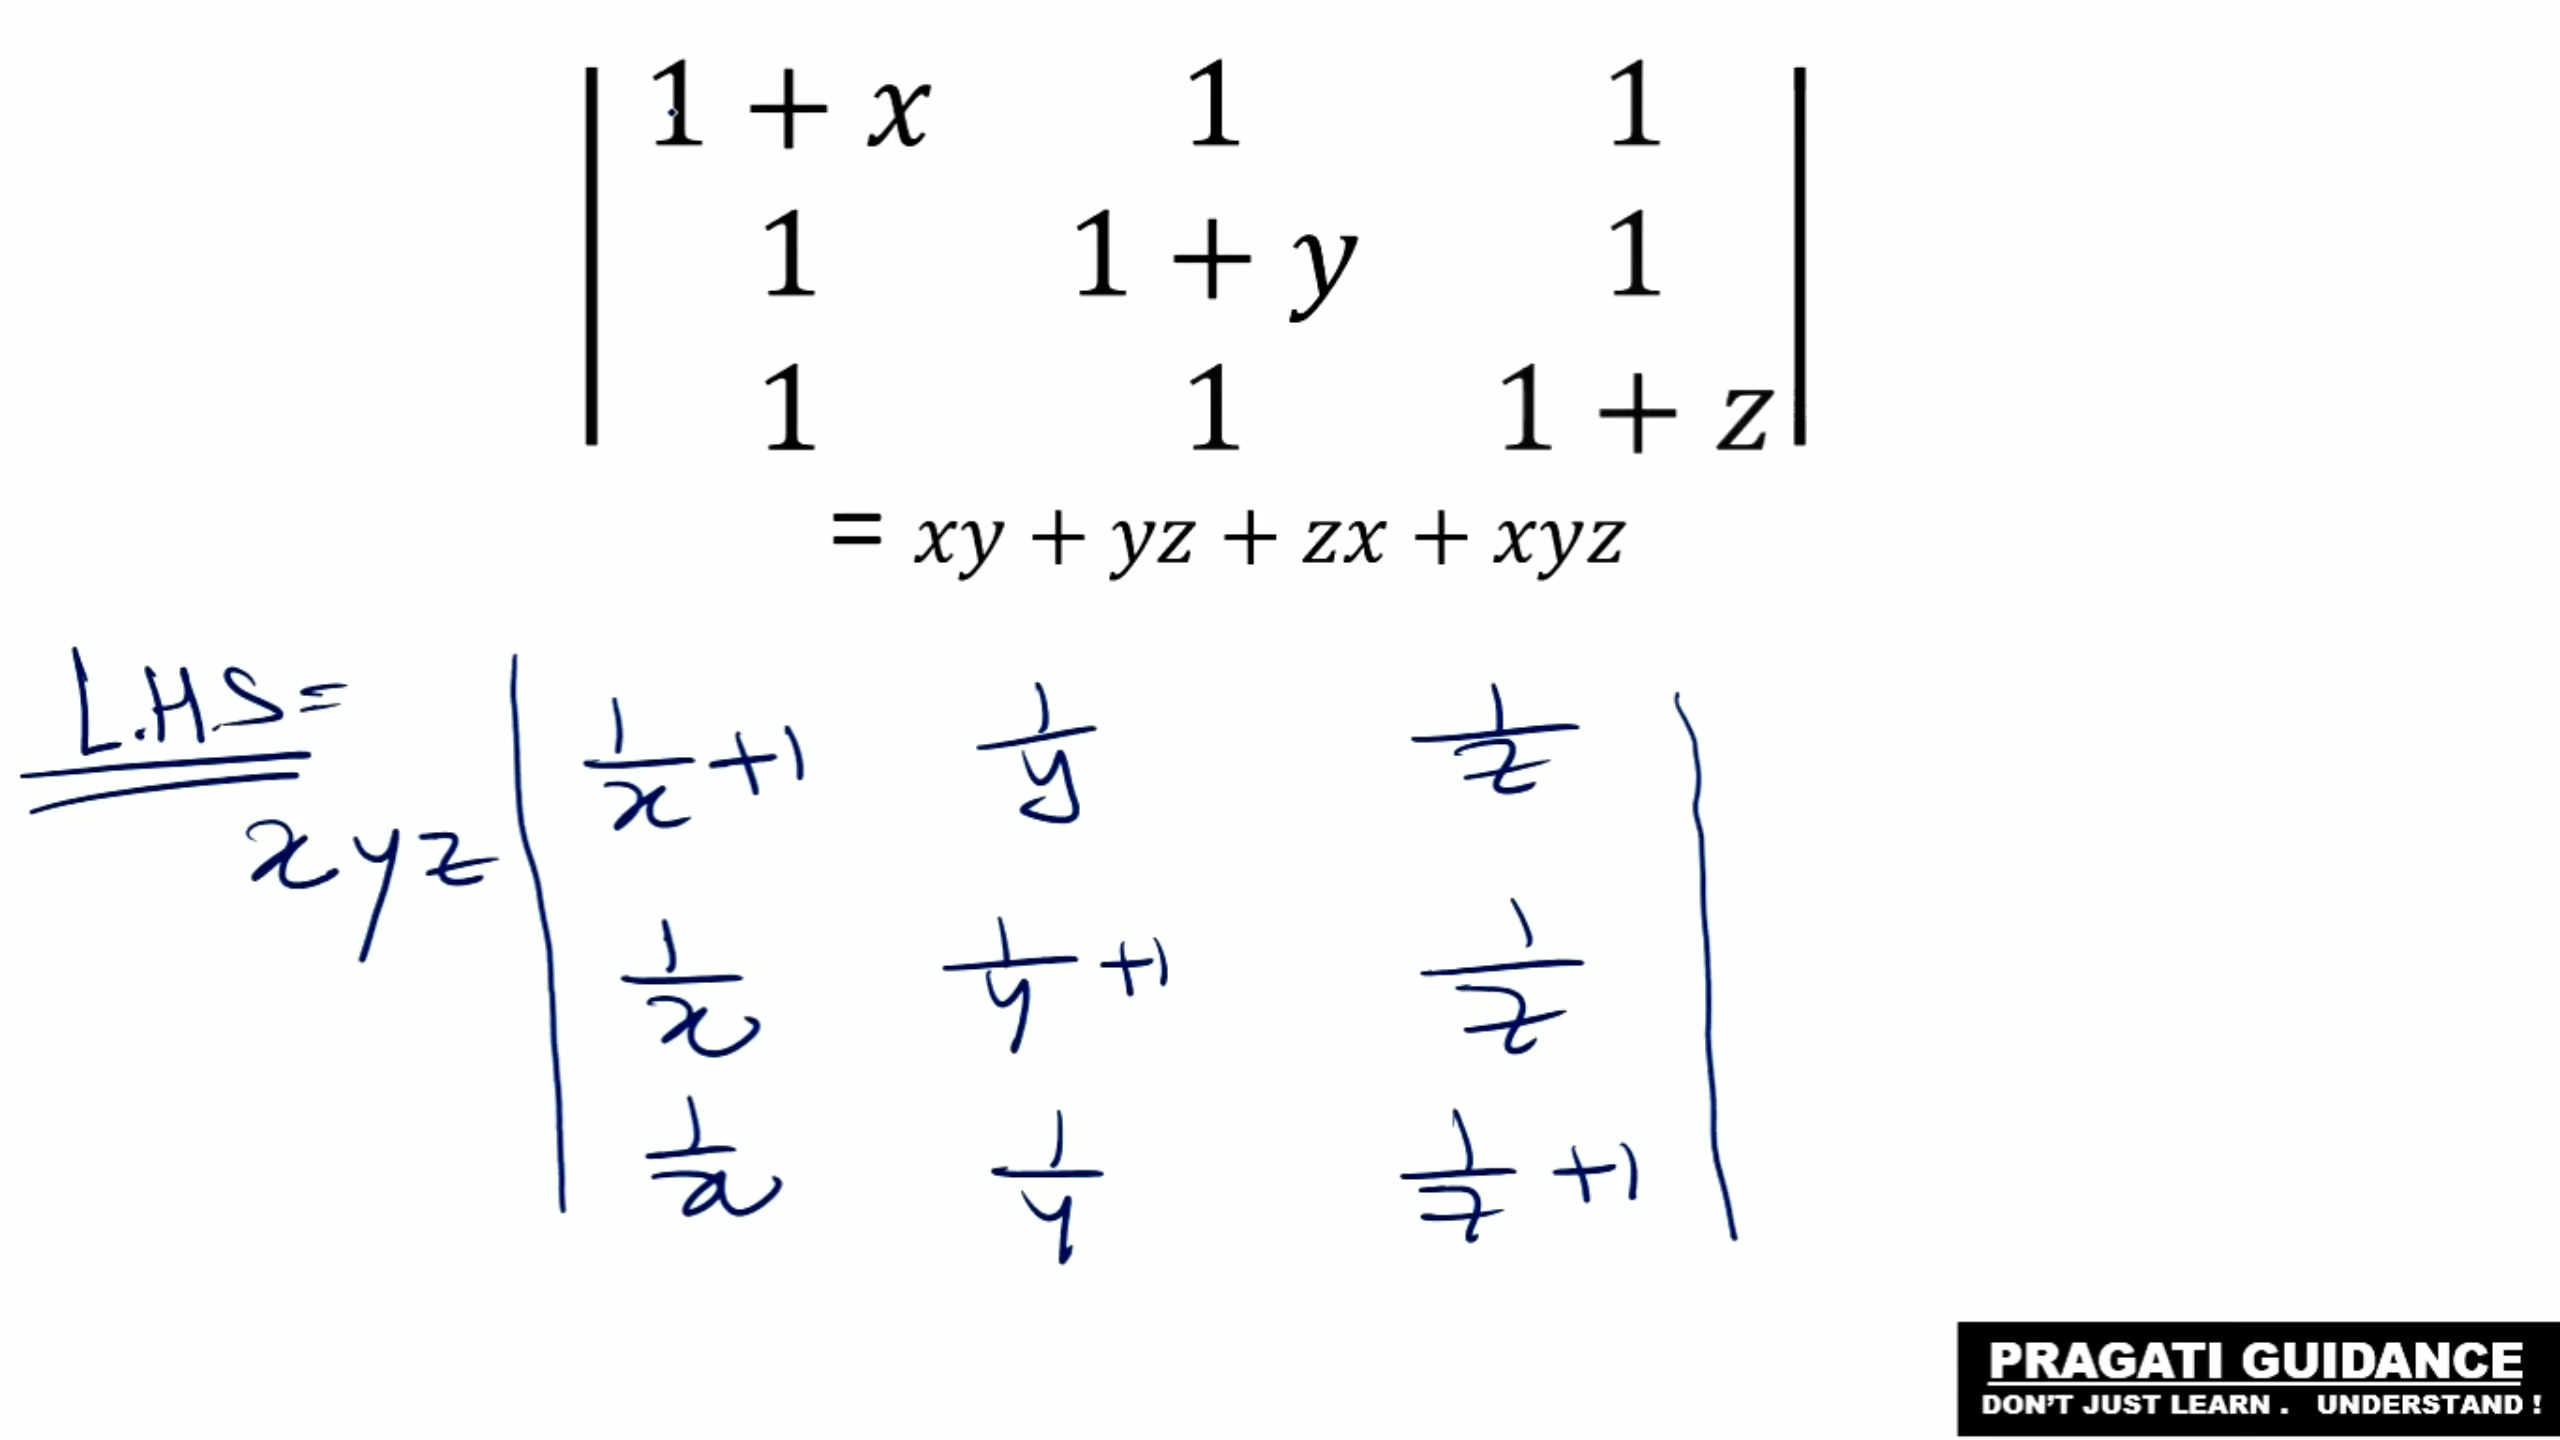 | 1 + x 1 1 |
| 1 1 + y 1 |
| 1 1 1 + z |
= xy + yz + zx + xyz
L.H.S =
xyz | 1/x +1 1/y 1/z |
| 1/x 1/y +1 1/z |
| 1/x 1/y 1/z +1 |
PRAGATI GUIDANCE
DON'T JUST LEARN . UNDERSTAND !